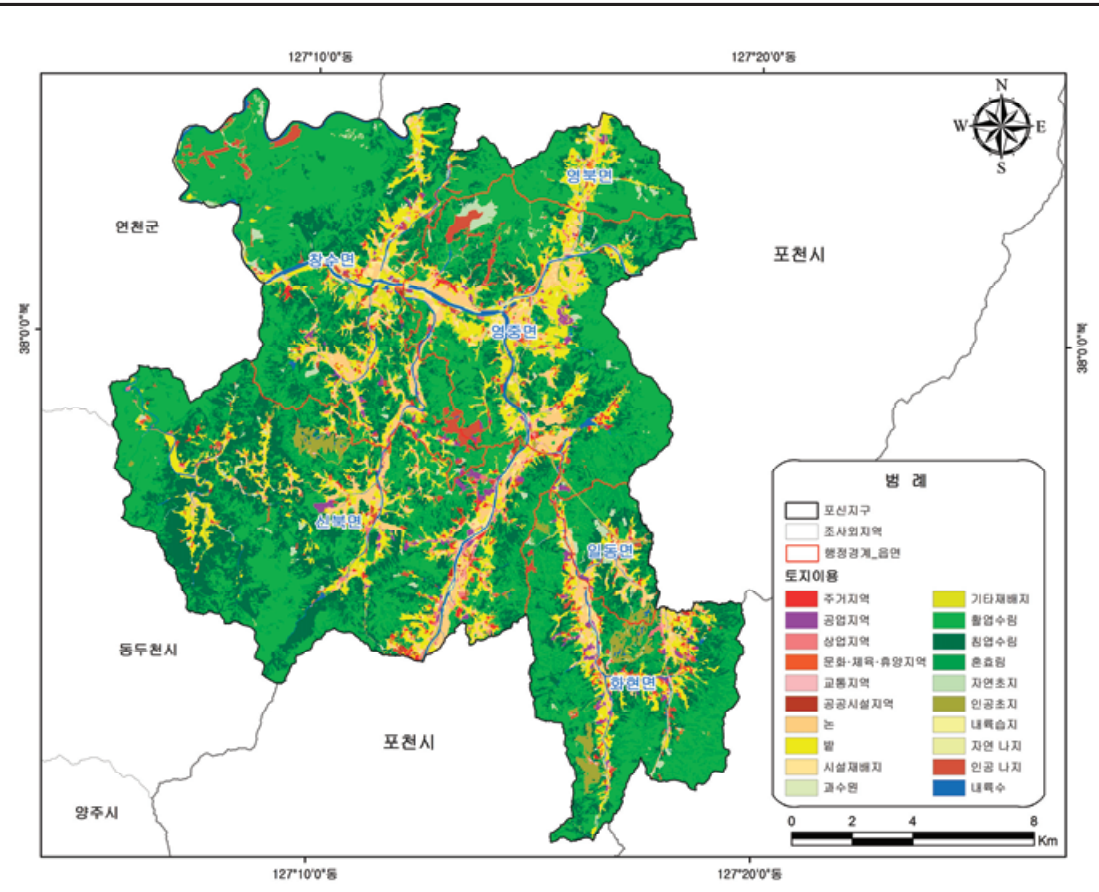 127°10'0"동
127°20'0"동
N
W
E
S
영북면
연천군
창수면
포천시
38°0'0"북
38°0'0"북
영중면
신북면
일동면
동두천시
화현면
포천시
양주시
범 례
포신지구
조사외지역
행정경계_읍면
토지이용
주거지역
공업지역
상업지역
문화·체육·휴양지역
교통지역
공공시설지역
논
밭
시설재배지
과수원
기타재배지
활엽수림
침엽수림
혼효림
자연초지
인공초지
내륙습지
자연 나지
인공 나지
내륙수
0 2 4 8
Km
127°10'0"동
127°20'0"동